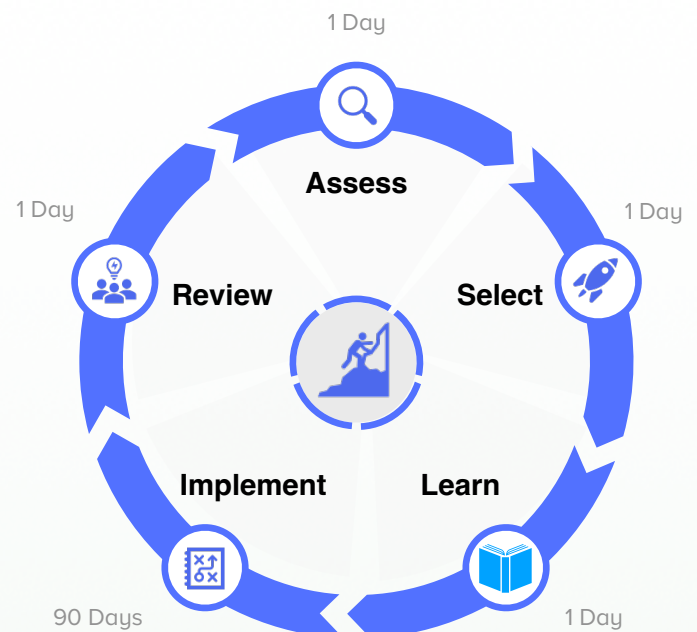 1 Day
Assess
1 Day
1 Day
Review
Select
Implement
Learn
90 Days
1 Day